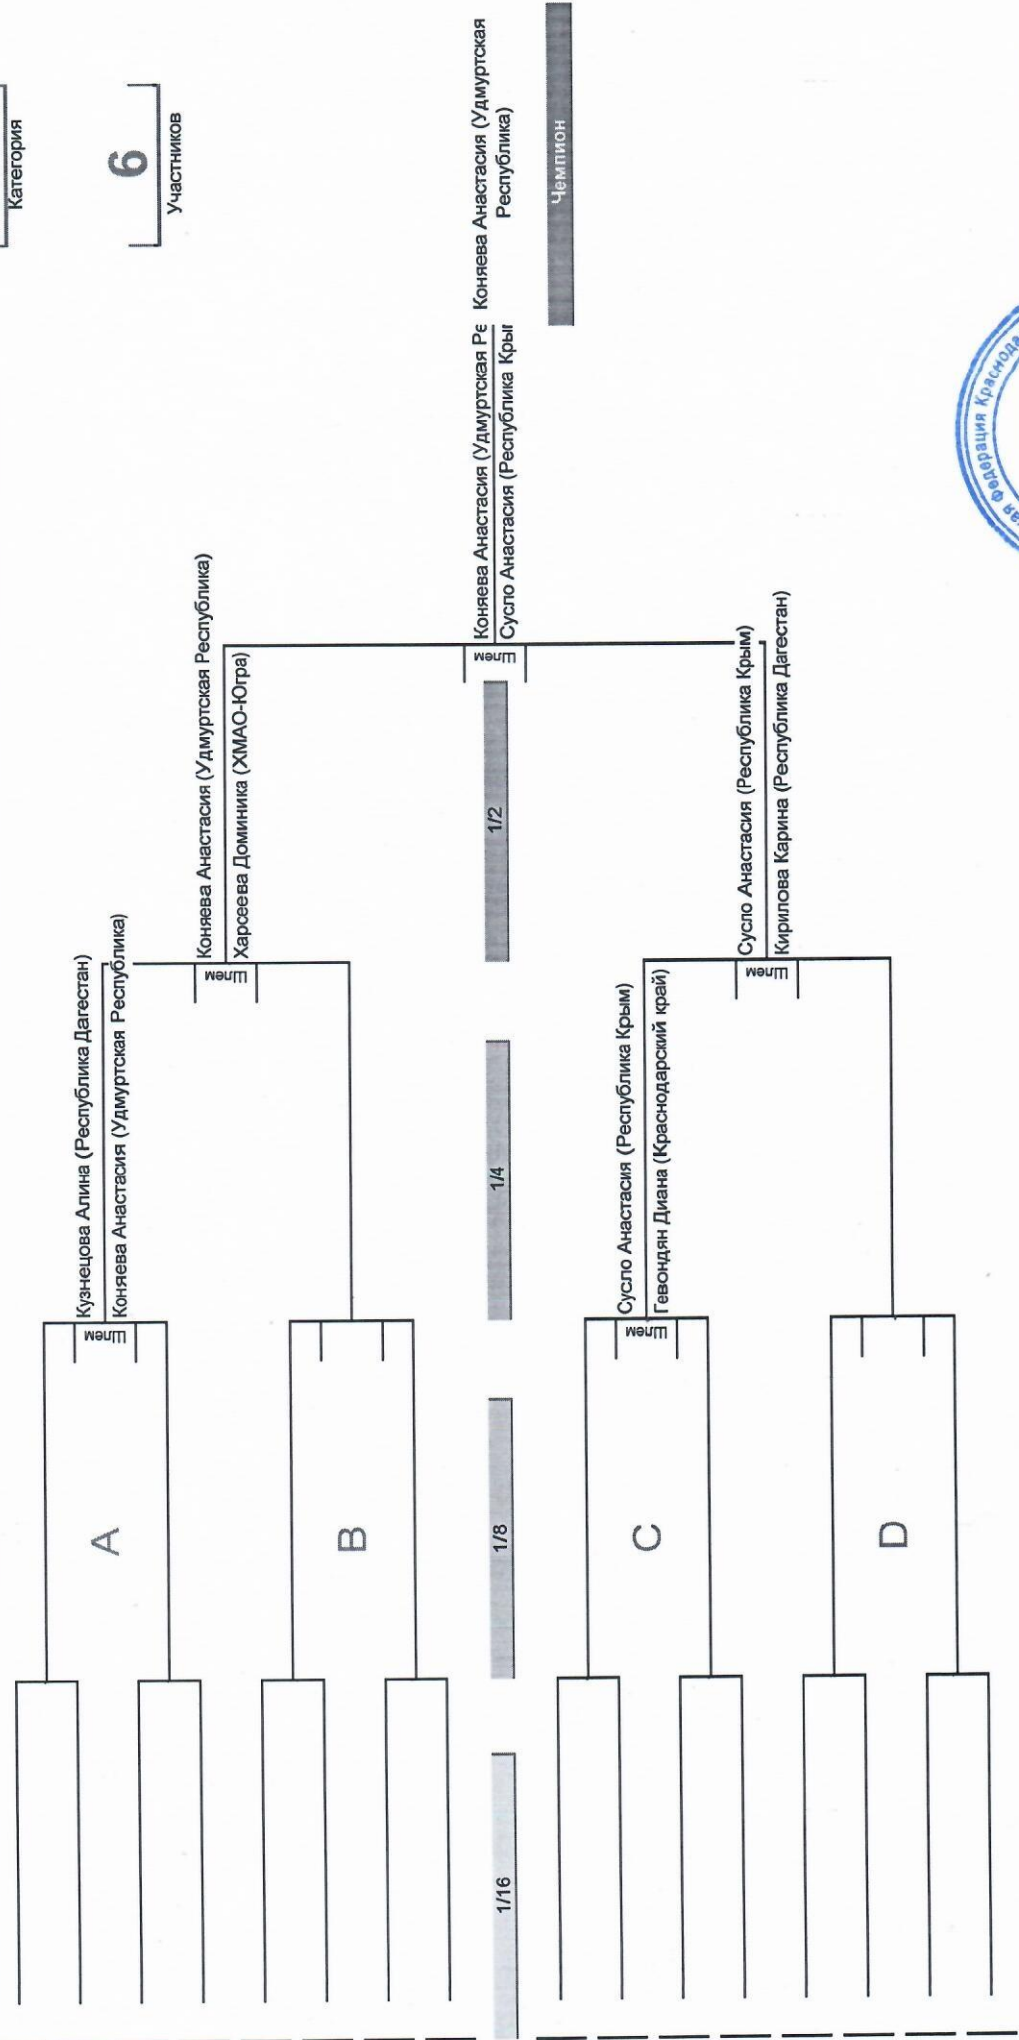 Категория
6
Участников
Кузнецова Алина (Республика Дагестан)
Коняева Анастасия (Удмуртская Республика)
Шлем
Коняева Анастасия (Удмуртская Республика)
Харсеева Доминика (ХМАО-Югра)
Шлем
A
B
1/16
1/8
1/4
1/2
Коняева Анастасия (Удмуртская Ре
Сусло Анастасия (Республика Кры
Шлем
Коняева Анастасия (Удмуртская
Республика)
Чемпион
Сусло Анастасия (Республика Крым)
Гевондян Диана (Краснодарский край)
Шлем
Сусло Анастасия (Республика Крым)
Кирилова Карина (Республика Дагестан)
Шлем
C
D
Федерация